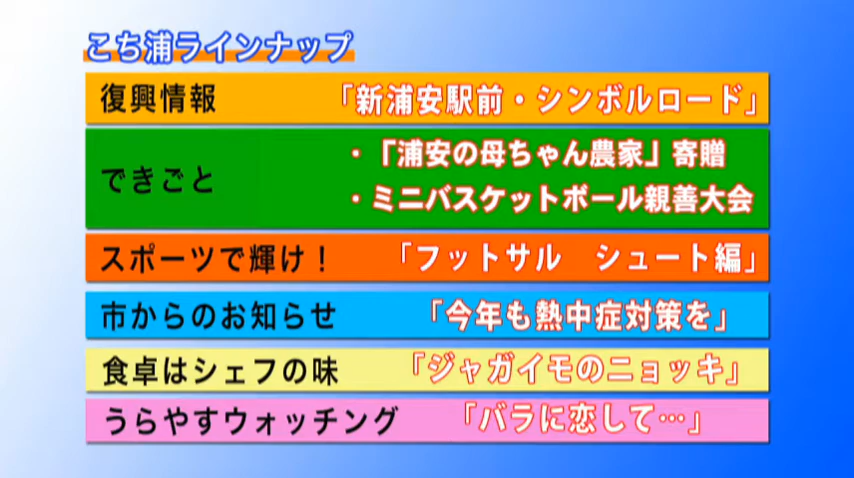 こち浦ラインナップ
復興情報 「新浦安駅前・シンボルロード」
できごと
・「浦安の母ちゃん農家」寄贈
・ミニバスケットボール親善大会
スポーツで輝け！ 「フットサル　シュート編」
市からのお知らせ 「今年も熱中症対策を」
食卓はシェフの味 「ジャガイモのニョッキ」
うらやすウォッチング 「バラに恋して…」